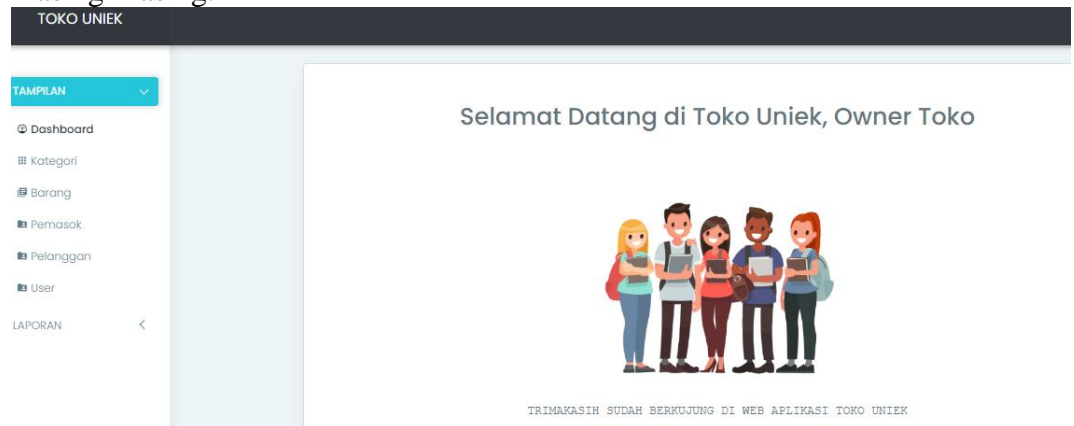 TOKO UNIEK
TAMPILAN
Dashboard
Kategori
Barang
Pemasok
Pelanggan
User
LAPORAN
Selamat Datang di Toko Uniek, Owner Toko
TRIMAKASIH SUDAH BERKUJUNG DI WEB APLIKASI TOKO UNIEK